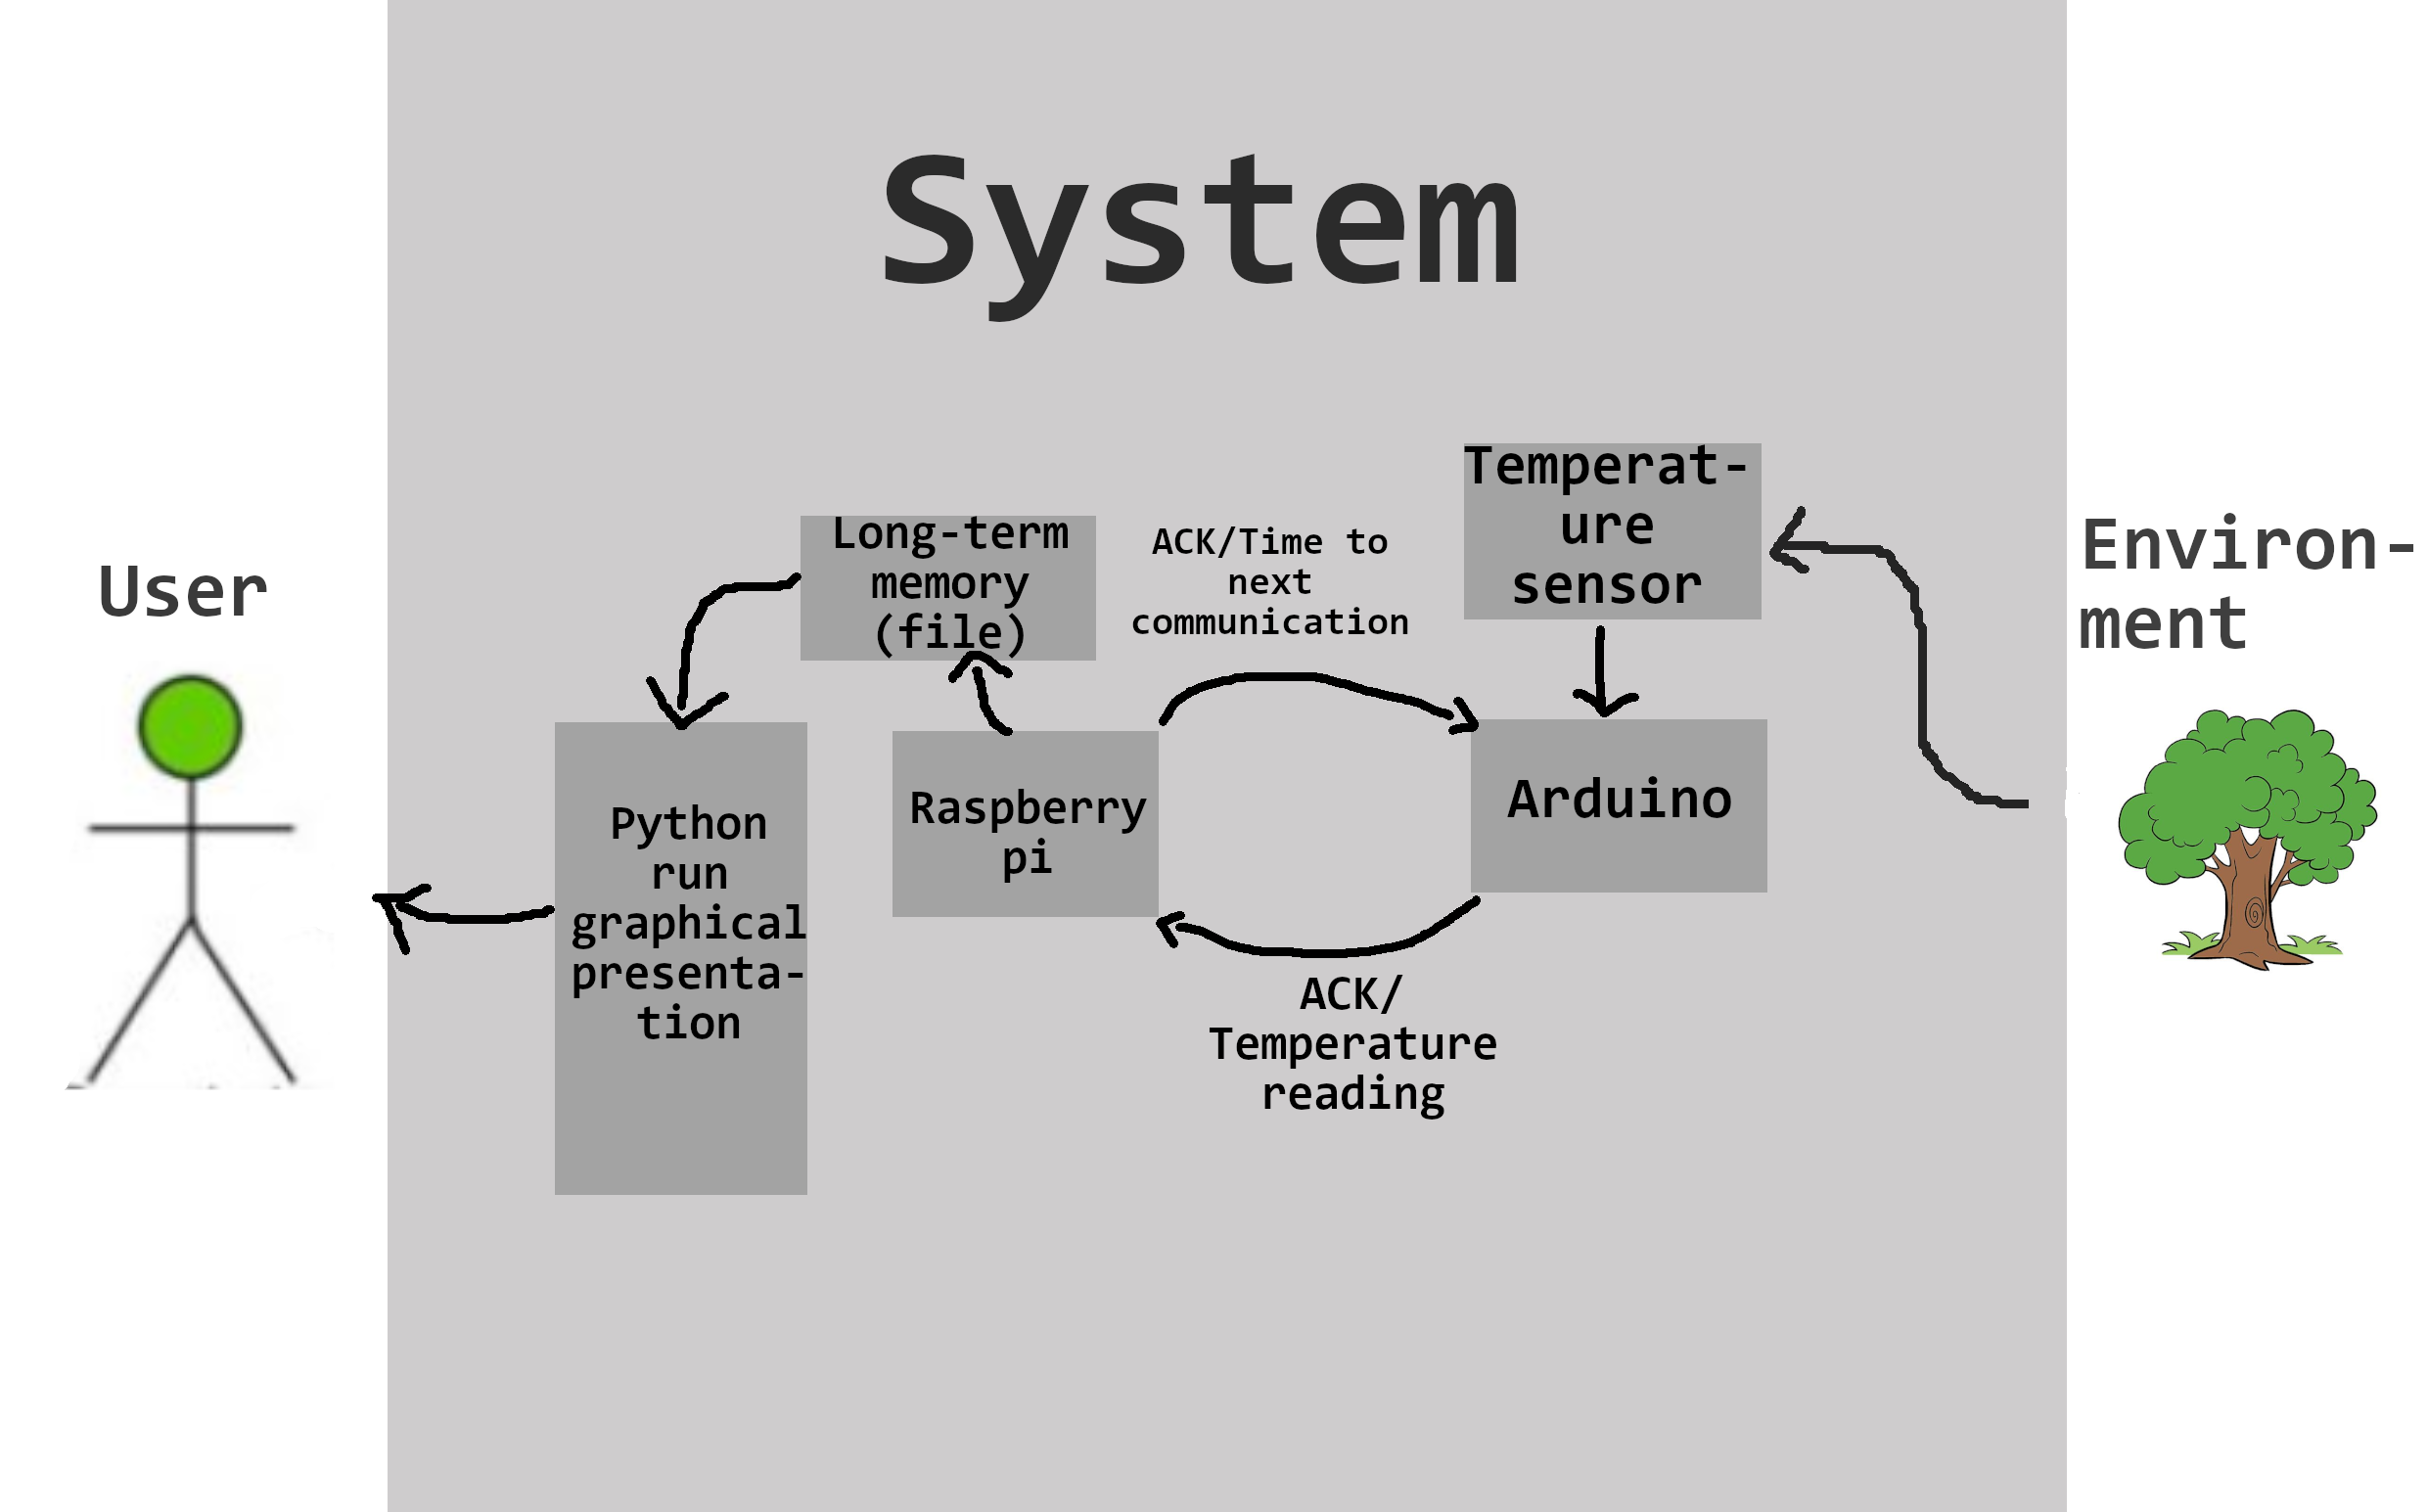 System
User
Long-term
memory
(file)
ACK/Time to
next
communication
Temperat-
ure
sensor
Environ-
ment
Python
run
graphical
presenta-
tion
Raspberry
pi
Arduino
ACK/
Temperature
reading